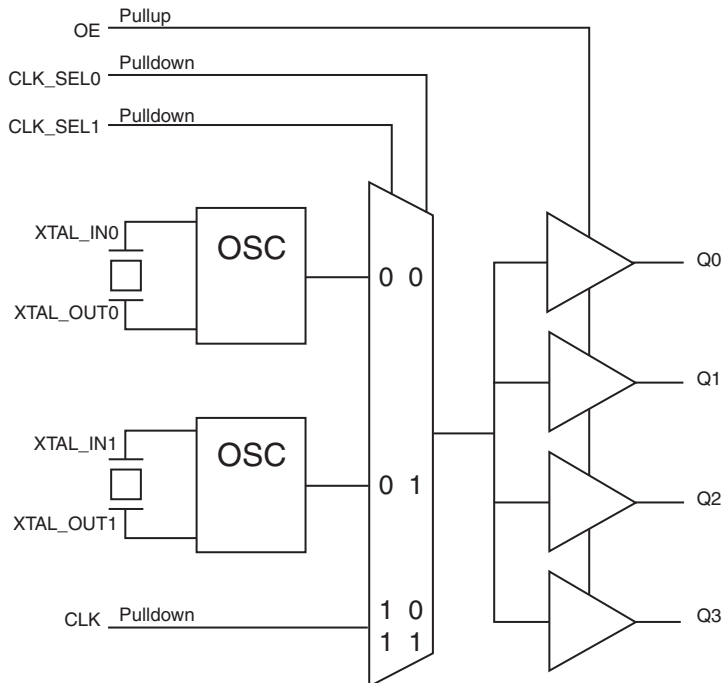 OE Pullup
CLK_SEL0 Pulldown
CLK_SEL1 Pulldown
XTAL_IN0
OSC
XTAL_OUT0
0 0
Q0
Q1
XTAL_IN1
OSC
XTAL_OUT1
0 1
Q2
CLK Pulldown
1 0
1 1
Q3